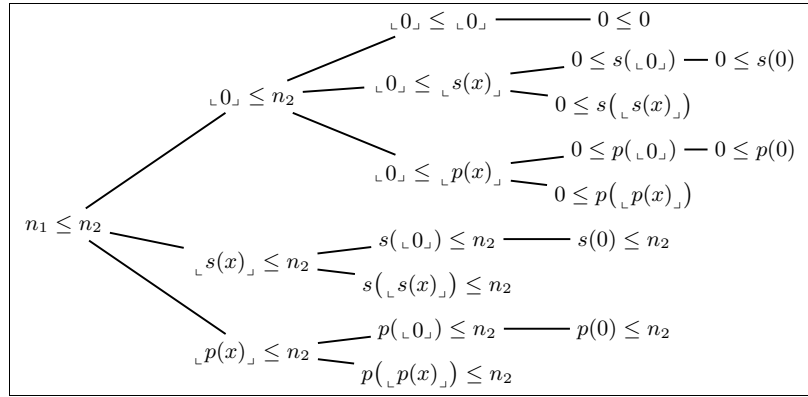 ⌞0⌟ ≤ ⌞0⌟ 0 ≤ 0
0 ≤ s(⌞0⌟) 0 ≤ s(0)
⌞0⌟ ≤ ⌞s(x)⌟
⌞0⌟ ≤ n₂
0 ≤ s(⌞s(x)⌟)
0 ≤ p(⌞0⌟) 0 ≤ p(0)
⌞0⌟ ≤ ⌞p(x)⌟
0 ≤ p(⌞p(x)⌟)
n₁ ≤ n₂
s(⌞0⌟) ≤ n₂ s(0) ≤ n₂
⌞s(x)⌟ ≤ n₂
s(⌞s(x)⌟) ≤ n₂
p(⌞0⌟) ≤ n₂ p(0) ≤ n₂
⌞p(x)⌟ ≤ n₂
p(⌞p(x)⌟) ≤ n₂